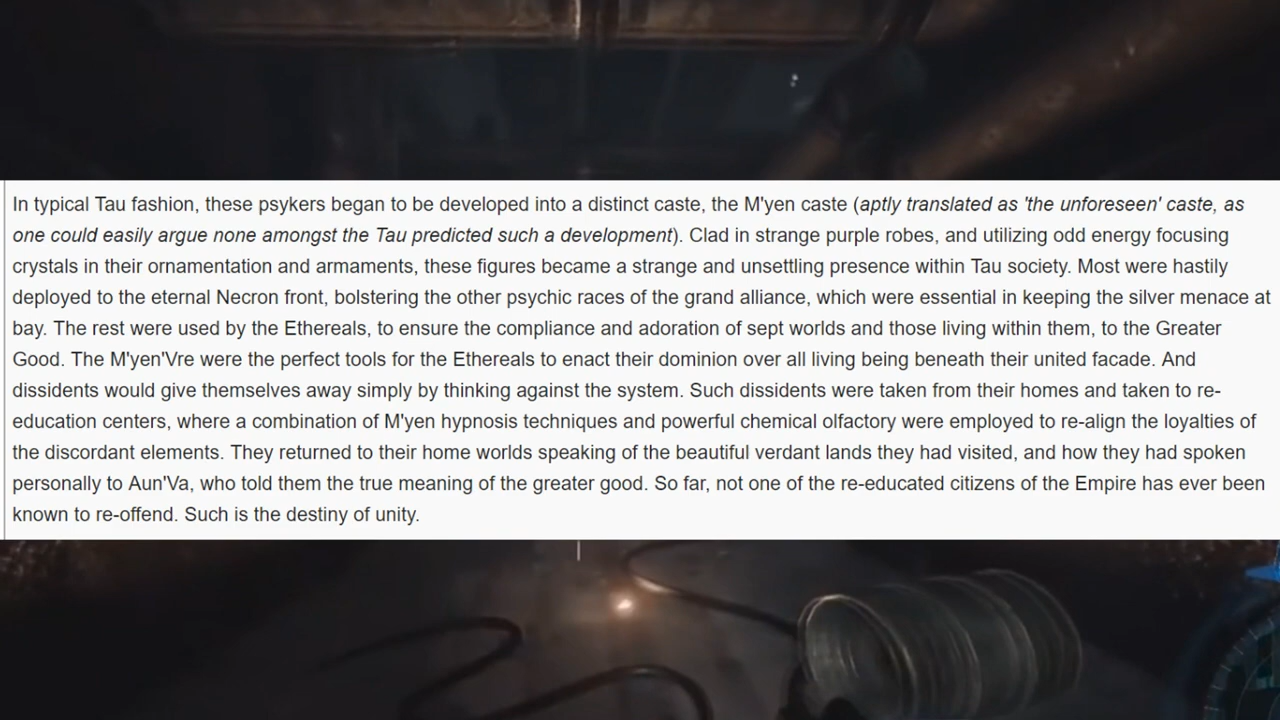 In typical Tau fashion, these psykers began to be developed into a distinct caste, the M'yen caste (aptly translated as 'the unforeseen' caste, as
one could easily argue none amongst the Tau predicted such a development). Clad in strange purple robes, and utilizing odd energy focusing
crystals in their ornamentation and armaments, these figures became a strange and unsettling presence within Tau society. Most were hastily
deployed to the eternal Necron front, bolstering the other psychic races of the grand alliance, which were essential in keeping the silver menace at
bay. The rest were used by the Ethereals, to ensure the compliance and adoration of sept worlds and those living within them, to the Greater
Good. The M'yen'Vre were the perfect tools for the Ethereals to enact their dominion over all living being beneath their united facade. And
dissidents would give themselves away simply by thinking against the system. Such dissidents were taken from their homes and taken to re-
education centers, where a combination of M'yen hypnosis techniques and powerful chemical olfactory were employed to re-align the loyalties of
the discordant elements. They returned to their home worlds speaking of the beautiful verdant lands they had visited, and how they had spoken
personally to Aun'Va, who told them the true meaning of the greater good. So far, not one of the re-educated citizens of the Empire has ever been
known to re-offend. Such is the destiny of unity.